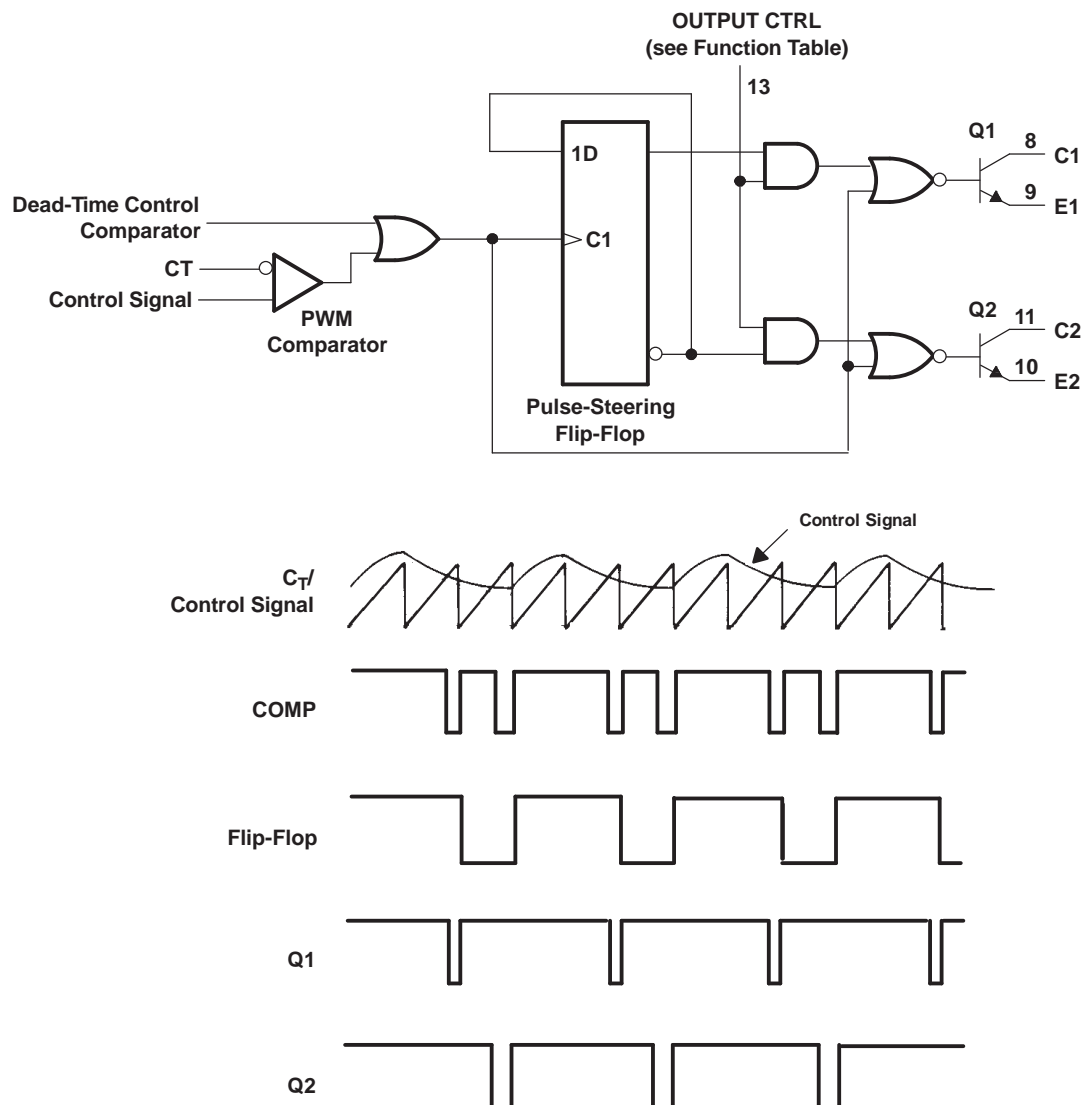 OUTPUT CTRL
(see Function Table)
13
Q1
8
C1
1D
9
E1
Dead-Time Control
Comparator
C1
CT
Control Signal
PWM
Comparator
Q2
11
C2
10
E2
Pulse-Steering
Flip-Flop
Control Signal
CT/
Control Signal
COMP
Flip-Flop
Q1
Q2